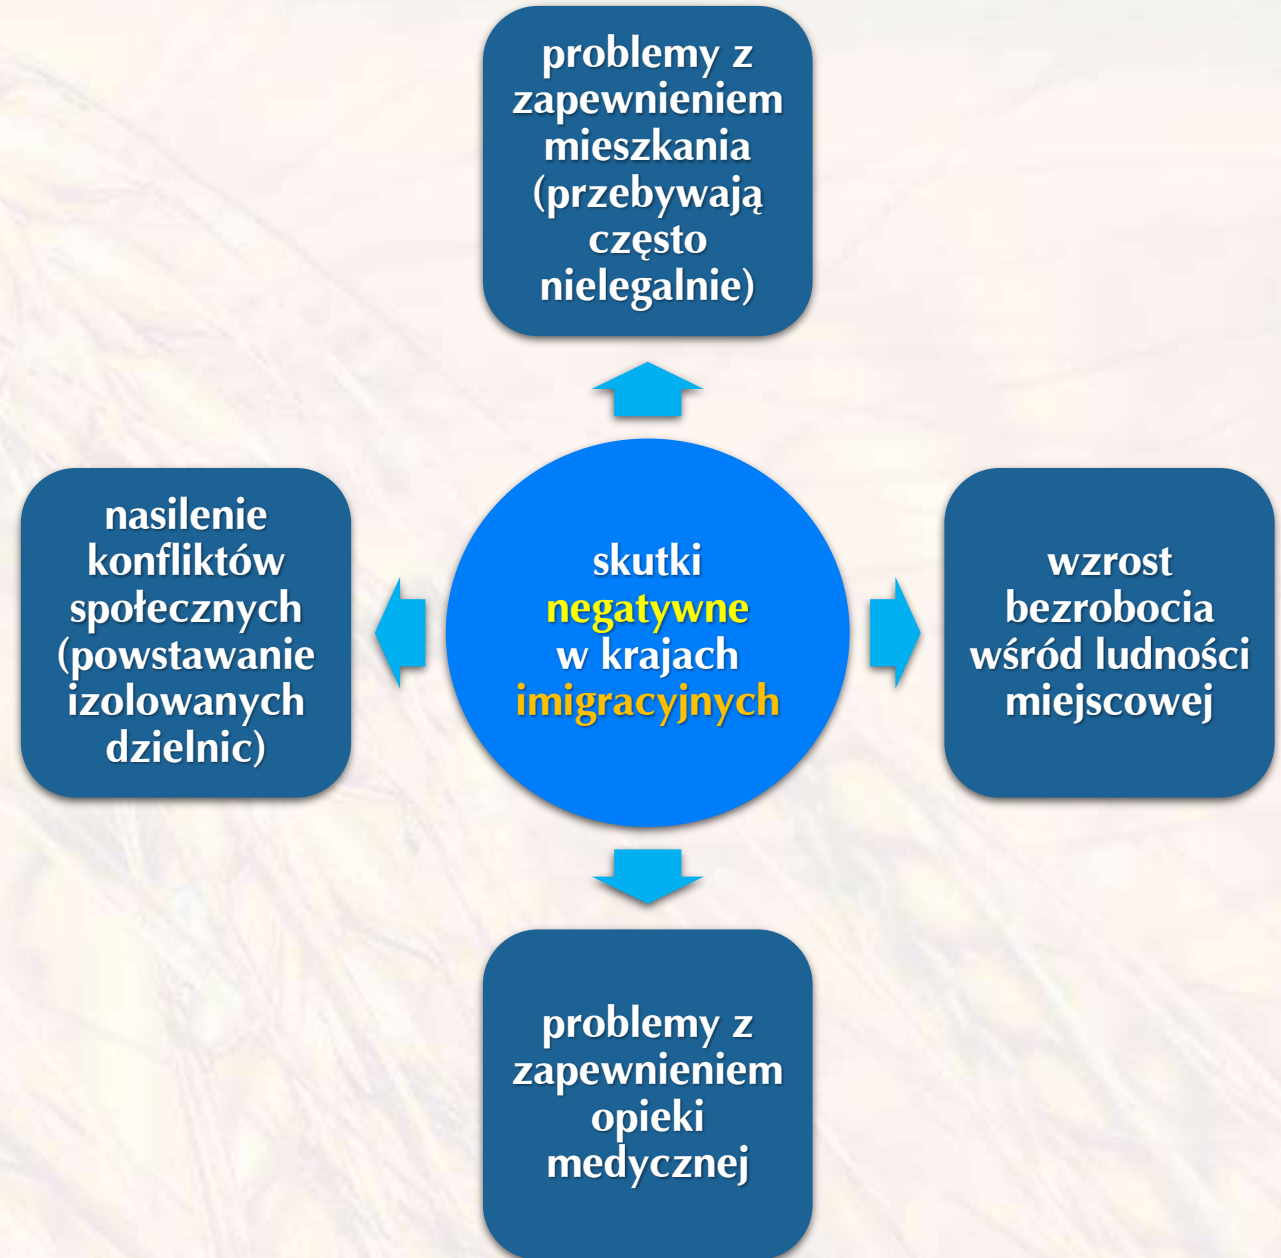 problemy z
zapewnieniem
mieszkania
(przebywają
często
nielegalnie)
nasilenie
konfliktów
społecznych
(powstawanie
izolowanych
dzielnic)
skutki
negatywne
w krajach
imigracyjnych
wzrost
bezrobocia
wśród ludności
miejscowej
problemy z
zapewnieniem
opieki
medycznej